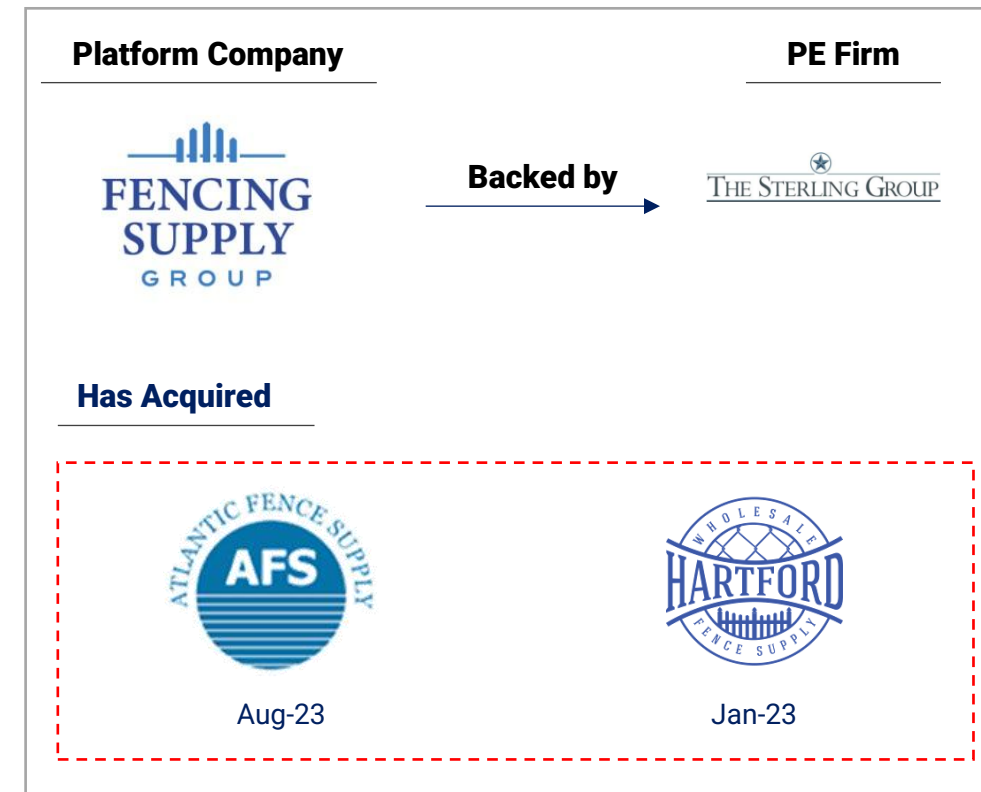 Platform Company
PE Firm
FENCING
SUPPLY
GROUP
Backed by
THE STERLING GROUP
Has Acquired
ATLANTIC FENCE SUPPLY
AFS
WHOLESALE
HARTFORD
FENCE SUPPLY
Aug-23
Jan-23